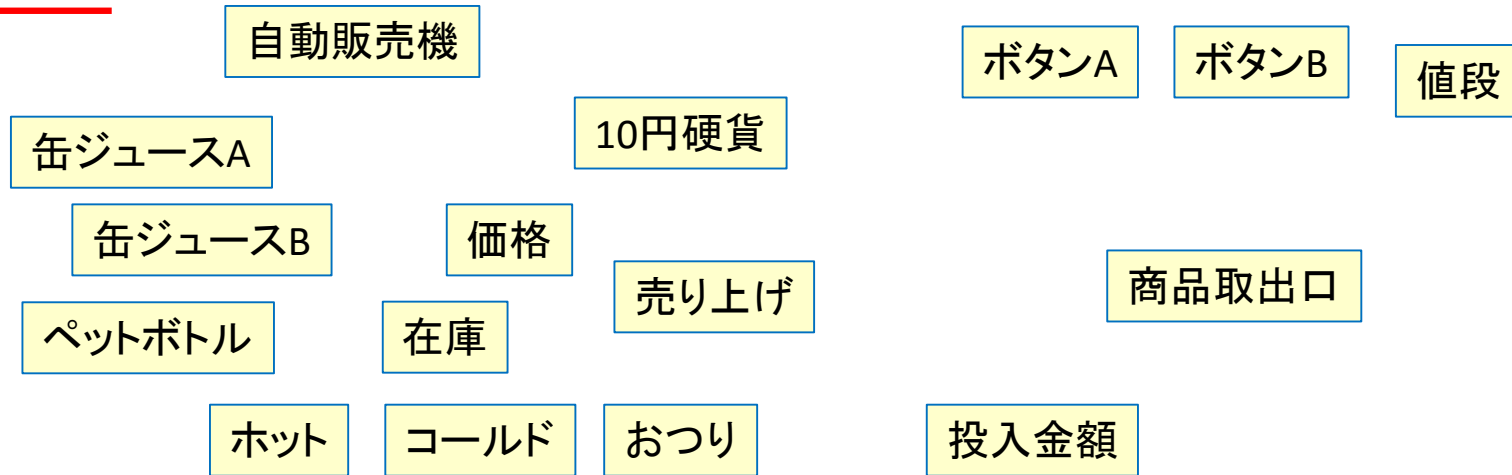 自動販売機
ボタンA
ボタンB
値段
10円硬貨
缶ジュースA
缶ジュースB
価格
売り上げ
商品取出口
ペットボトル
在庫
ホット
コールド
おつり
投入金額